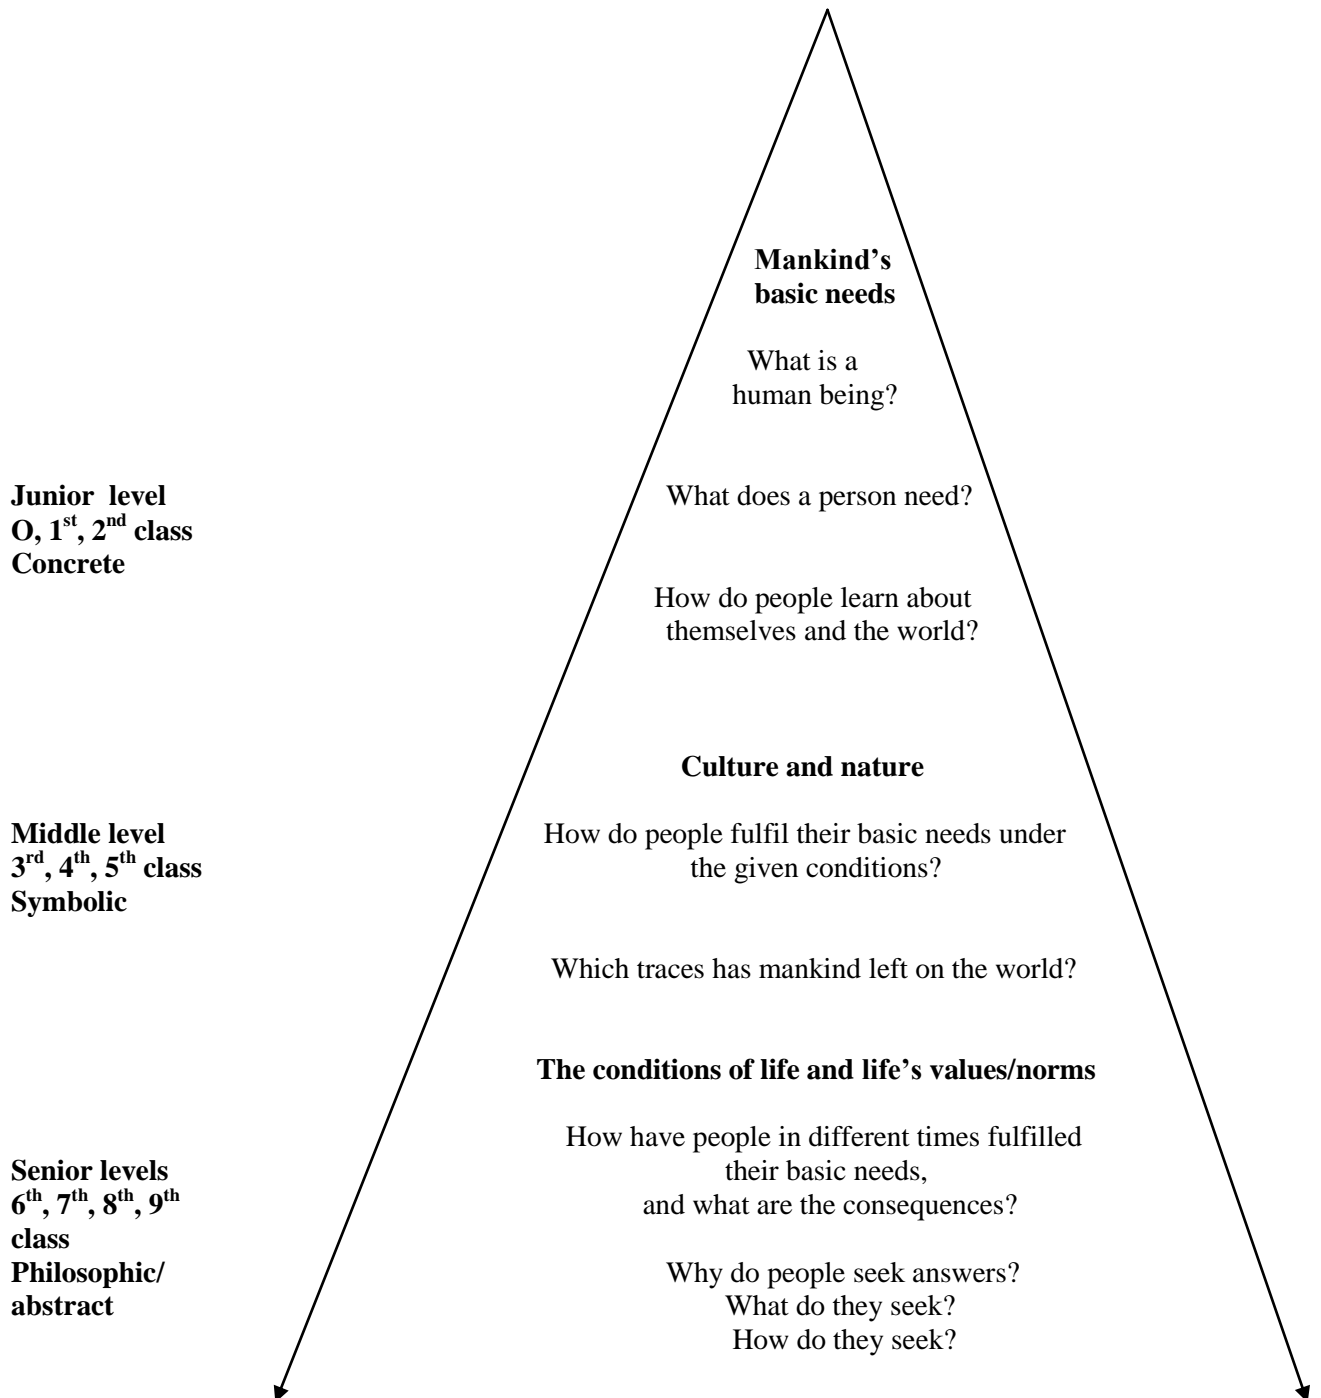 Mankind's
basic needs
What is a
human being?
Junior level
O, 1st, 2nd class
Concrete
What does a person need?
How do people learn about
themselves and the world?
Culture and nature
Middle level
3rd, 4th, 5th class
Symbolic
How do people fulfil their basic needs under
the given conditions?
Which traces has mankind left on the world?
The conditions of life and life's values/norms
How have people in different times fulfilled
their basic needs,
and what are the consequences?
Senior levels
6th, 7th, 8th, 9th
class
Philosophic/
abstract
Why do people seek answers?
What do they seek?
How do they seek?